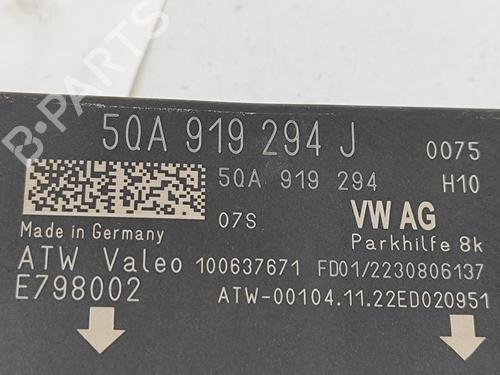 B-PARTS
5QA 919 294 J 0075
5QA 919 294 H10
07S VW AG
Made in Germany Parkhilfe 8k
ATW Valeo 100637671 FD01/2230806137
E798002 ATW-00104.11.22ED020951